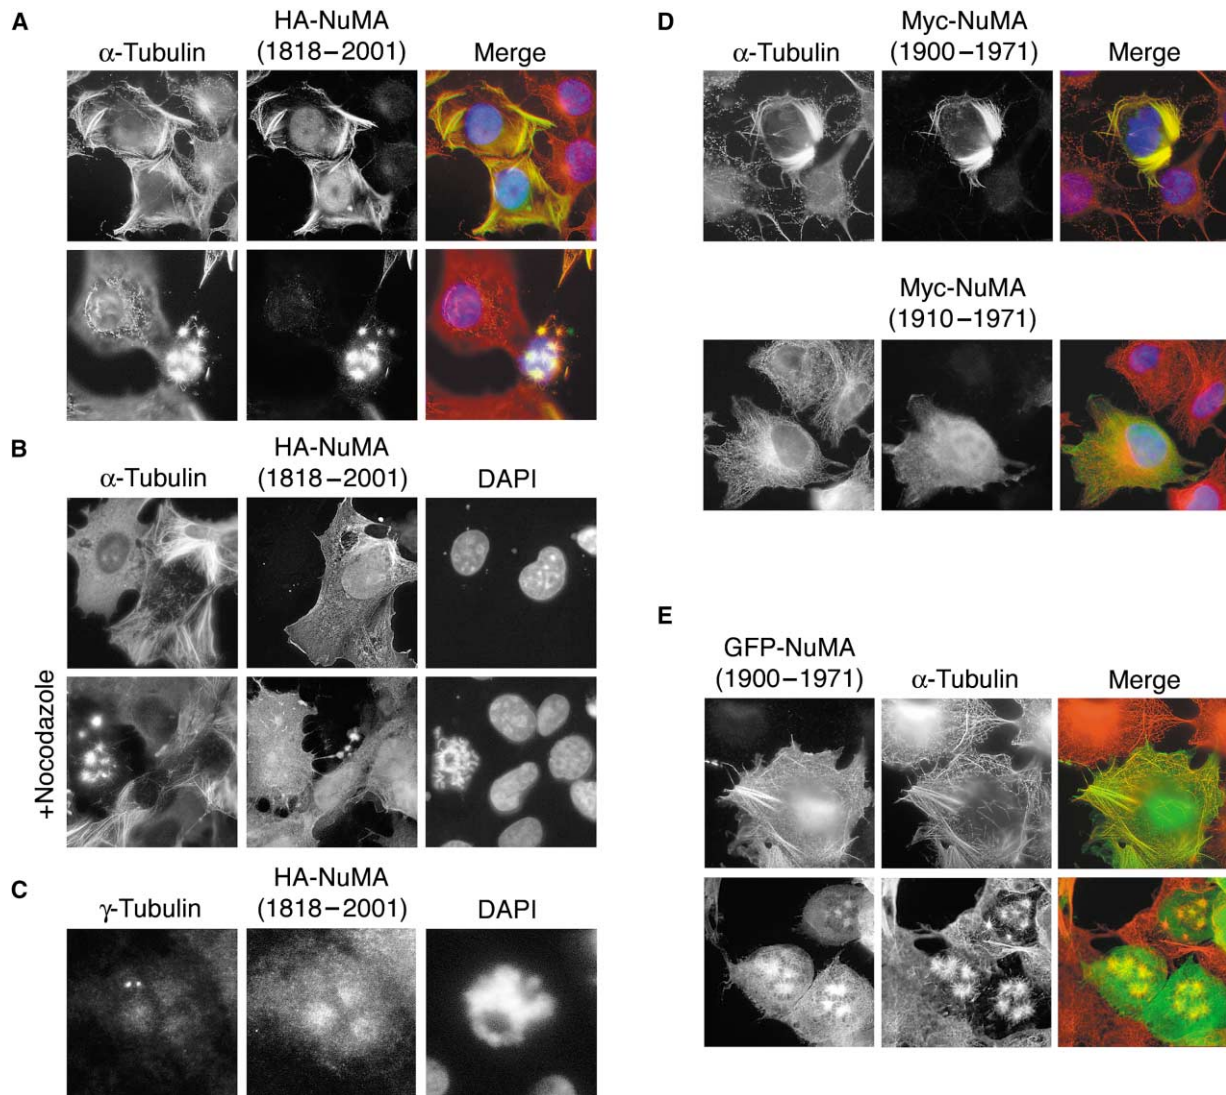 A
HA-NuMA
α-Tubulin (1818–2001) Merge
B
HA-NuMA
α-Tubulin (1818–2001) DAPI
+Nocodazole
C
HA-NuMA
γ-Tubulin (1818–2001) DAPI
D
Myc-NuMA
α-Tubulin (1900–1971) Merge
Myc-NuMA
(1910–1971)
E
GFP-NuMA
(1900–1971) α-Tubulin Merge